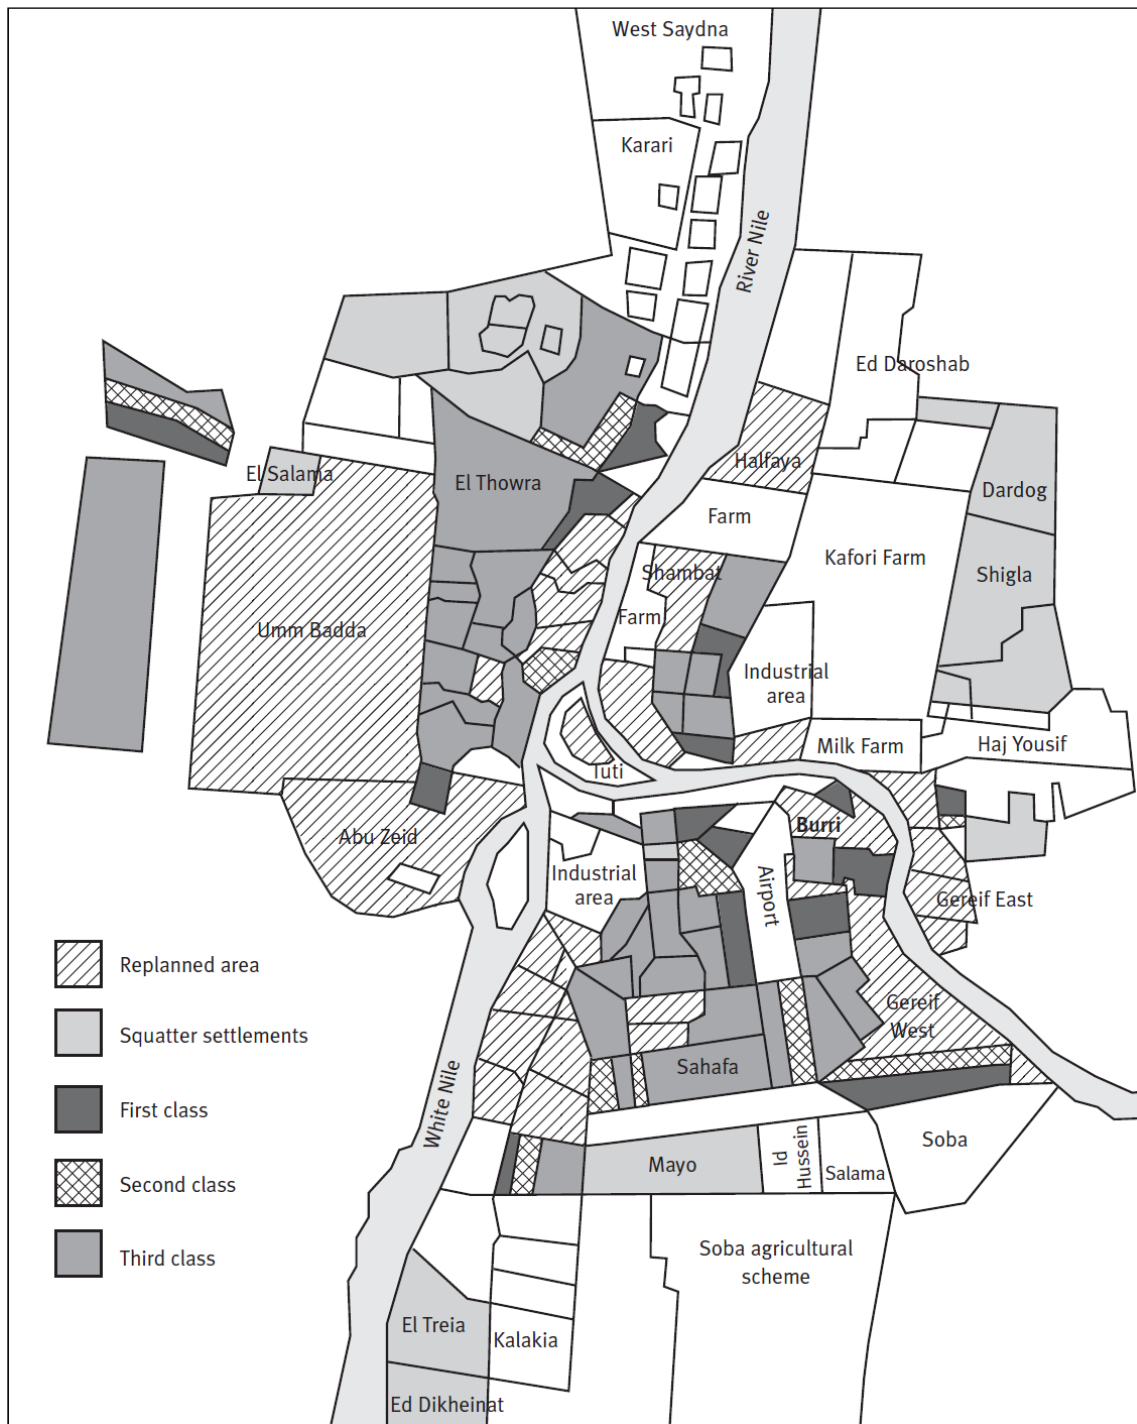 West Saydna
Karari
River Nile
Ed Daroshab
El Salama
El Thowra
Halfaya
Dardog
Farm
Kafori Farm
Shambat
Shigla
Farm
Umm Badda
Industrial
area
Tuti
Milk Farm
Haj Yousif
Abu Zeid
Burri
Industrial
area
Airport
Gereif East
Replanned area
Gereif
West
Squatter settlements
Sahafa
White Nile
First class
Mayo
Id
Hussein
Salama
Soba
Second class
Third class
Soba agricultural
scheme
El Treia
Kalakia
Ed Dikheinat